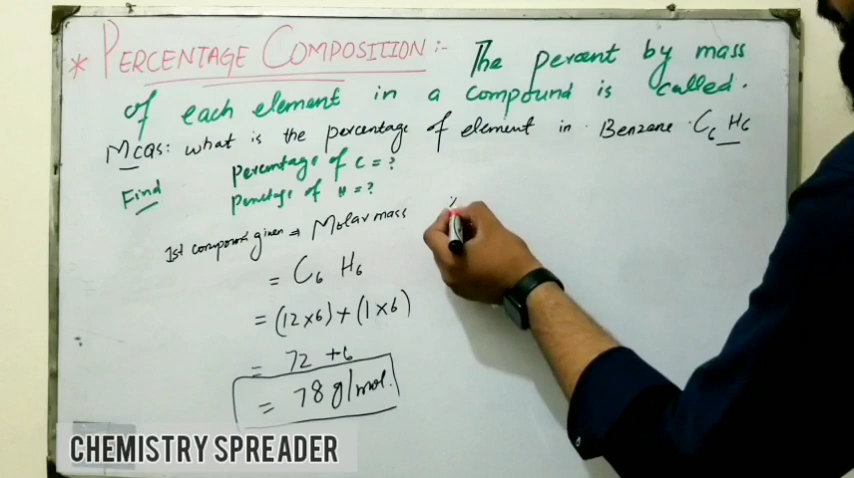 * PERCENTAGE COMPOSITION :- The percent by mass
of each element in a compound is called.
Mcqs: what is the percentage of element in Benzene C6 H6
Find percentage of C = ?
percentage of H = ?
1st compound given ⇒ Molar mass
= C6 H6
= (12×6)+(1×6)
= 72 +6
= 78 g/mol.
%
CHEMISTRY SPREADER